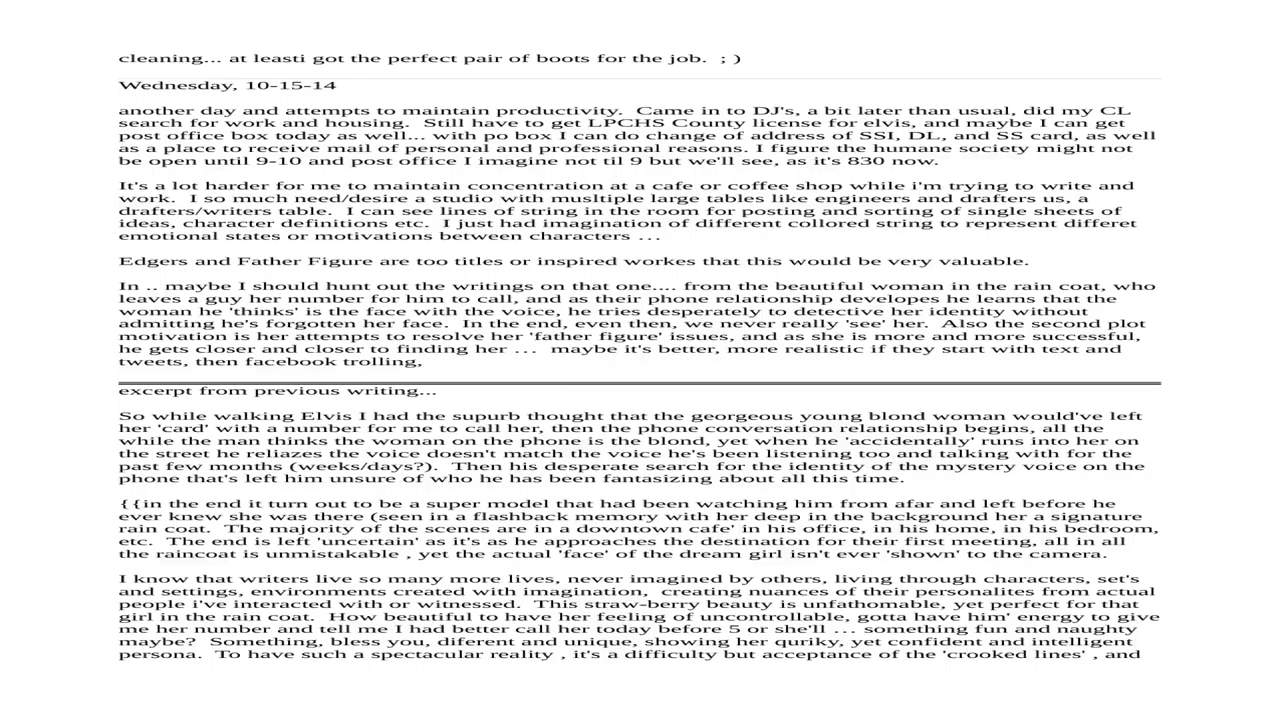 cleaning... at leasti got the perfect pair of boots for the job.  ; )
Wednesday, 10-15-14
another day and attempts to maintain productivity.  Came in to DJ's, a bit later than usual, did my CL
search for work and housing.  Still have to get LPCHS County license for elvis, and maybe I can get
post office box today as well... with po box I can do change of address of SSI, DL, and SS card, as well
as a place to receive mail of personal and professional reasons. I figure the humane society might not
be open until 9-10 and post office I imagine not til 9 but we'll see, as it's 830 now.
It's a lot harder for me to maintain concentration at a cafe or coffee shop while i'm trying to write and
work.  I so much need/desire a studio with musltiple large tables like engineers and drafters us, a
drafters/writers table.  I can see lines of string in the room for posting and sorting of single sheets of
ideas, character definitions etc.  I just had imagination of different collored string to represent differet
emotional states or motivations between characters ...
Edgers and Father Figure are too titles or inspired workes that this would be very valuable.
In .. maybe I should hunt out the writings on that one.... from the beautiful woman in the rain coat, who
leaves a guy her number for him to call, and as their phone relationship developes he learns that the
woman he 'thinks' is the face with the voice, he tries desperately to detective her identity without
admitting he's forgotten her face.  In the end, even then, we never really 'see' her.  Also the second plot
motivation is her attempts to resolve her 'father figure' issues, and as she is more and more successful,
he gets closer and closer to finding her ...  maybe it's better, more realistic if they start with text and
tweets, then facebook trolling,
excerpt from previous writing...
So while walking Elvis I had the supurb thought that the georgeous young blond woman would've left
her 'card' with a number for me to call her, then the phone conversation relationship begins, all the
while the man thinks the woman on the phone is the blond, yet when he 'accidentally' runs into her on
the street he reliazes the voice doesn't match the voice he's been listening too and talking with for the
past few months (weeks/days?).  Then his desperate search for the identity of the mystery voice on the
phone that's left him unsure of who he has been fantasizing about all this time.
{{in the end it turn out to be a super model that had been watching him from afar and left before he
ever knew she was there (seen in a flashback memory with her deep in the background her a signature
rain coat.  The majority of the scenes are in a downtown cafe' in his office, in his home, in his bedroom,
etc.  The end is left 'uncertain' as it's as he approaches the destination for their first meeting, all in all
the raincoat is unmistakable , yet the actual 'face' of the dream girl isn't ever 'shown' to the camera.
I know that writers live so many more lives, never imagined by others, living through characters, set's
and settings, environments created with imagination,  creating nuances of their personalites from actual
people i've interacted with or witnessed.  This straw-berry beauty is unfathomable, yet perfect for that
girl in the rain coat.  How beautiful to have her feeling of uncontrollable, gotta have him' energy to give
me her number and tell me I had better call her today before 5 or she'll ... something fun and naughty
maybe?  Something, bless you, diferent and unique, showing her quriky, yet confident and intelligent
persona.  To have such a spectacular reality , it's a difficulty but acceptance of the 'crooked lines' , and